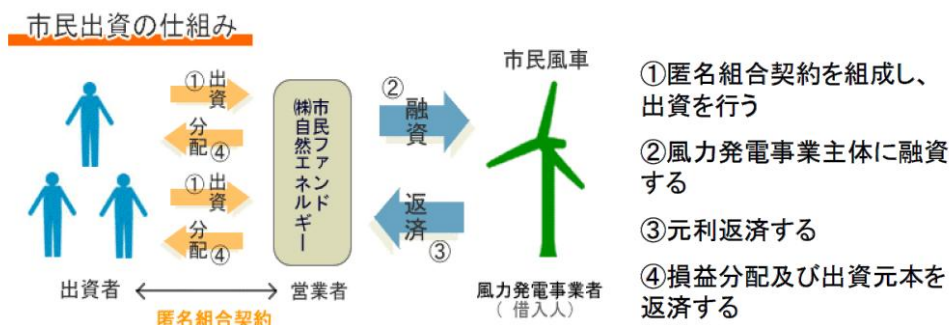 市民出資の仕組み
①出資
分配④
①出資
分配④
㈱自然エネルギー
市民ファンド
②融資
返済③
市民風車
出資者
営業者
匿名組合契約
風力発電事業者
（借入人）
①匿名組合契約を組成し、
出資を行う
②風力発電事業主体に融資
する
③元利返済する
④損益分配及び出資元本を
返済する